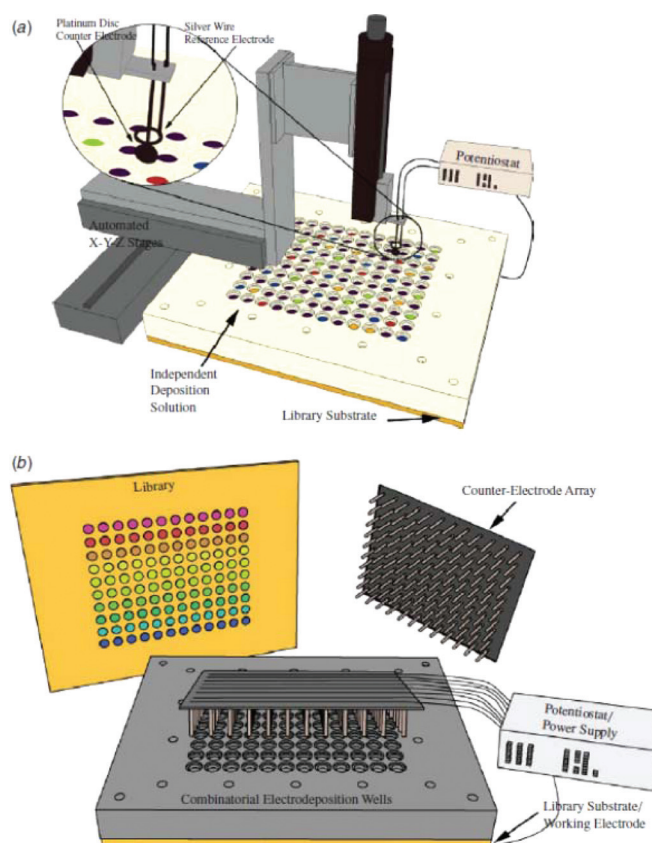 (a)
Platinum Disc
Counter Electrode
Silver Wire
Reference Electrode
Potentiostat
Automated
X-Y-Z Stages
Independent
Deposition
Solution
Library Substrate
(b)
Library
Counter-Electrode Array
Potentiostat/
Power Supply
Combinatorial Electrodeposition Wells
Library Substrate/
Working Electrode